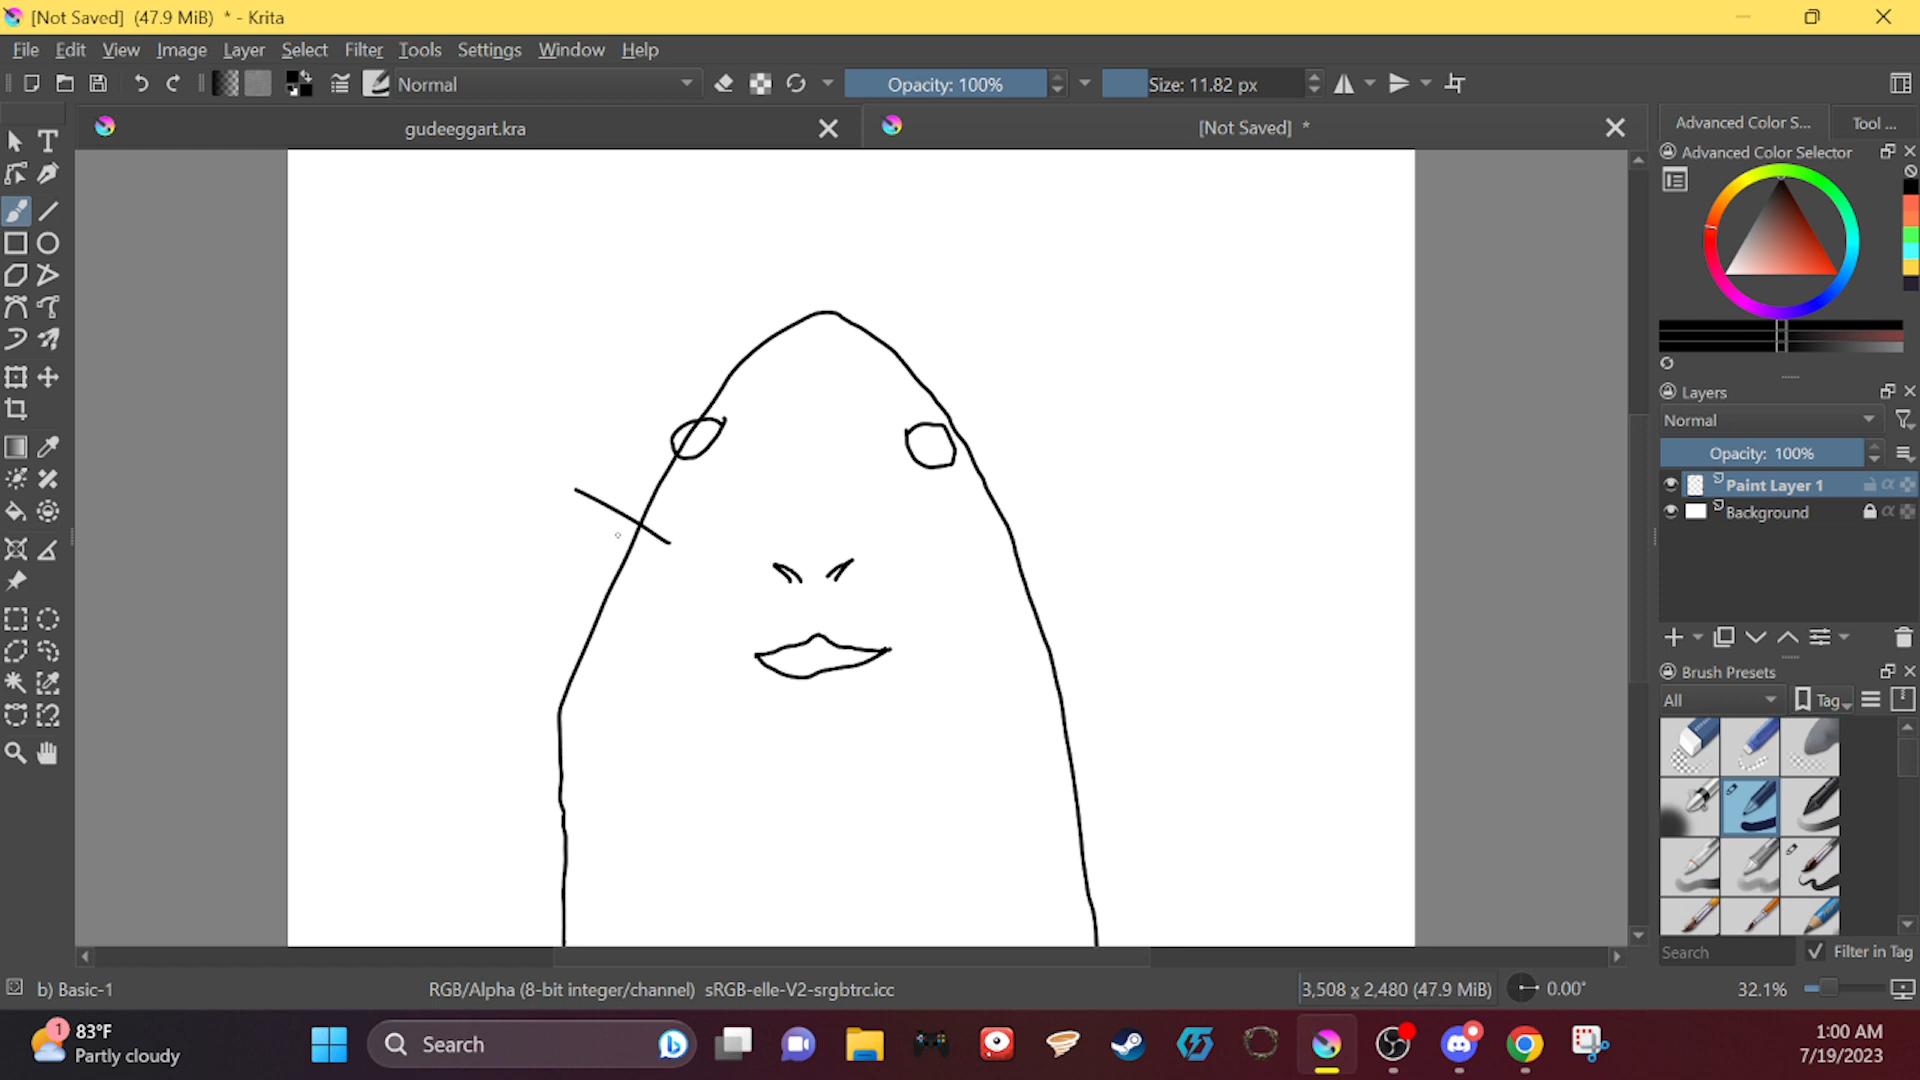 [Not Saved] (47.9 MiB) * - Krita
File Edit View Image Layer Select Filter Tools Settings Window Help
Normal
Opacity: 100%
Size: 11.82 px
gudeeggart.kra
[Not Saved] *
Advanced Color S...
Tool ...
Advanced Color Selector
Layers
Normal
Opacity: 100%
Paint Layer 1
Background
Brush Presets
All
Tag
Search
Filter in Tag
b) Basic-1
RGB/Alpha (8-bit integer/channel) sRGB-elle-V2-srgbtrc.icc
3,508 x 2,480 (47.9 MiB)
0.00°
32.1%
1
83°F
Partly cloudy
Search
1:00 AM
7/19/2023